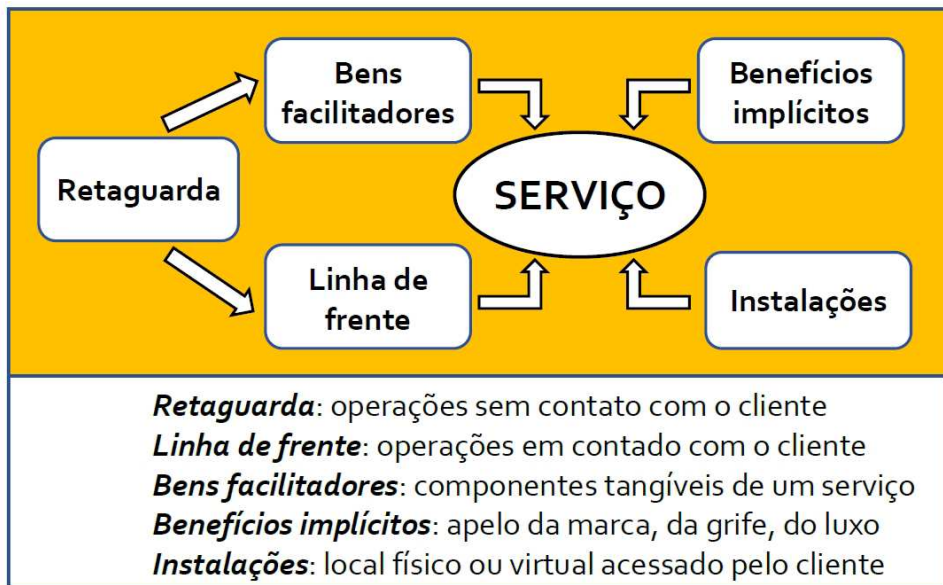 Bens
facilitadores
Benefícios
implícitos
Retaguarda
SERVIÇO
Linha de
frente
Instalações
Retaguarda: operações sem contato com o cliente
Linha de frente: operações em contado com o cliente
Bens facilitadores: componentes tangíveis de um serviço
Benefícios implícitos: apelo da marca, da grife, do luxo
Instalações: local físico ou virtual acessado pelo cliente